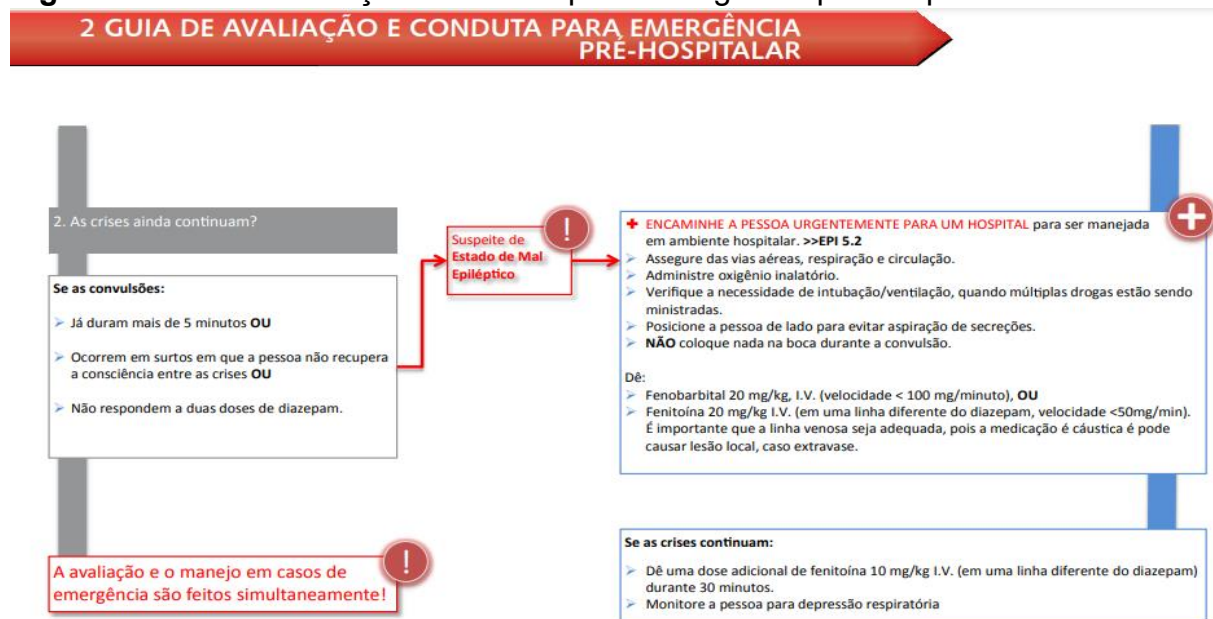 2 GUIA DE AVALIAÇÃO E CONDUTA PARA EMERGÊNCIA
PRÉ-HOSPITALAR
2. As crises ainda continuam?
Se as convulsões:
➢ Já duram mais de 5 minutos OU
➢ Ocorrem em surtos em que a pessoa não recupera
a consciência entre as crises OU
➢ Não respondem a duas doses de diazepam.
Suspeite de
Estado de Mal
Epiléptico
!
+ ENCAMINHE A PESSOA URGENTEMENTE PARA UM HOSPITAL para ser manejada
em ambiente hospitalar. >>EPI 5.2
➢ Assegure das vias aéreas, respiração e circulação.
➢ Administre oxigênio inalatório.
➢ Verifique a necessidade de intubação/ventilação, quando múltiplas drogas estão sendo
ministradas.
➢ Posicione a pessoa de lado para evitar aspiração de secreções.
➢ NÃO coloque nada na boca durante a convulsão.
Dê:
➢ Fenobarbital 20 mg/kg, I.V. (velocidade < 100 mg/minuto), OU
➢ Fenitoína 20 mg/kg I.V. (em uma linha diferente do diazepam, velocidade <50mg/min).
É importante que a linha venosa seja adequada, pois a medicação é cáustica é pode
causar lesão local, caso extravase.
A avaliação e o manejo em casos de
emergência são feitos simultaneamente!
!
Se as crises continuam:
➢ Dê uma dose adicional de fenitoína 10 mg/kg I.V. (em uma linha diferente do diazepam)
durante 30 minutos.
➢ Monitore a pessoa para depressão respiratória